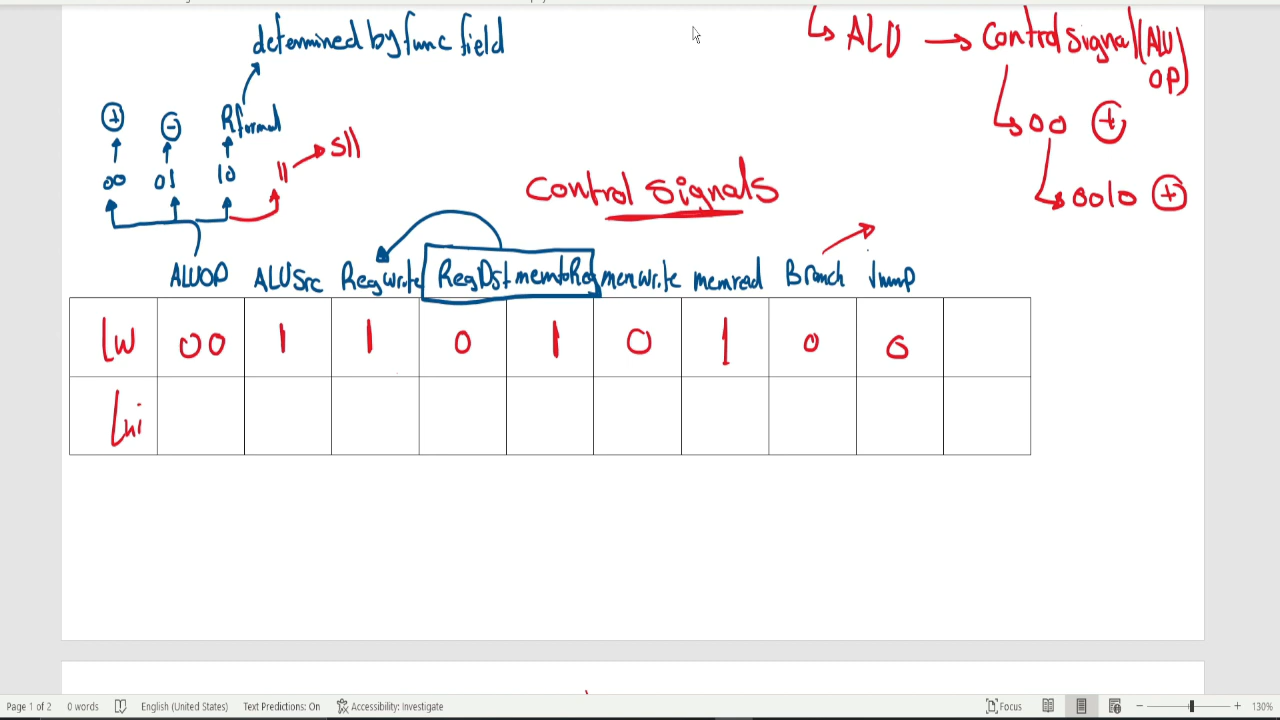 determined by func field
ALU → Control signal (ALU
OP)
+ - Rformat
00 +
00 01 10 11 → sll
Control signals
0010 +
ALUOP ALUSrc RegWrite RegDst memtoReg memwrite memread Branch Jump
lw 00 1 1 0 1 0 1 0 0
Lui
Page 1 of 2 0 words English (United States) Text Predictions: On Accessibility: Investigate Focus 130%